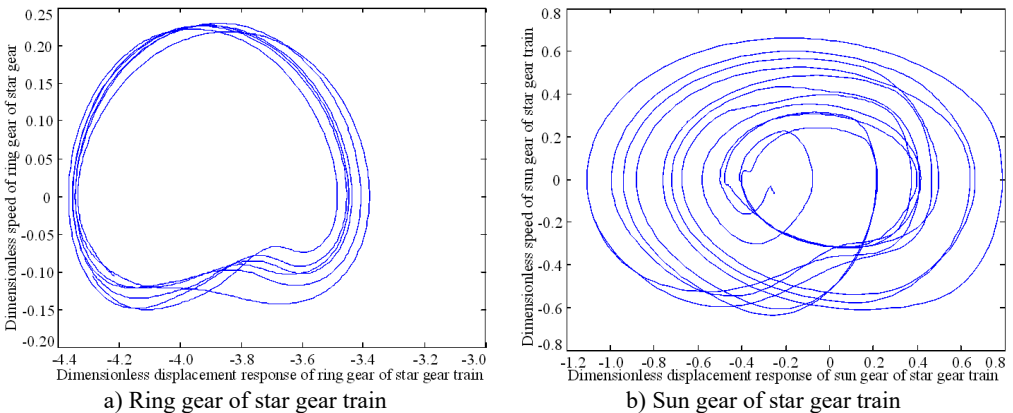 Dimensionless speed of ring gear of star gear
0.25
0.20
0.15
0.10
0.05
0
-0.05
-0.10
-0.15
-0.20
-4.4 -4.2 -4.0 -3.8 -3.6 -3.4 -3.2 -3.0
Dimensionless displacement response of ring gear of star gear train
a) Ring gear of star gear train
Dimensionless speed of sun gear of star gear train
0.8
0.6
0.4
0.2
0
-0.2
-0.4
-0.6
-0.8
-1.2 -1.0 -0.8 -0.6 -0.4 -0.2 0 0.2 0.4 0.6 0.8
Dimensionless displacement response of sun gear of star gear train
b) Sun gear of star gear train